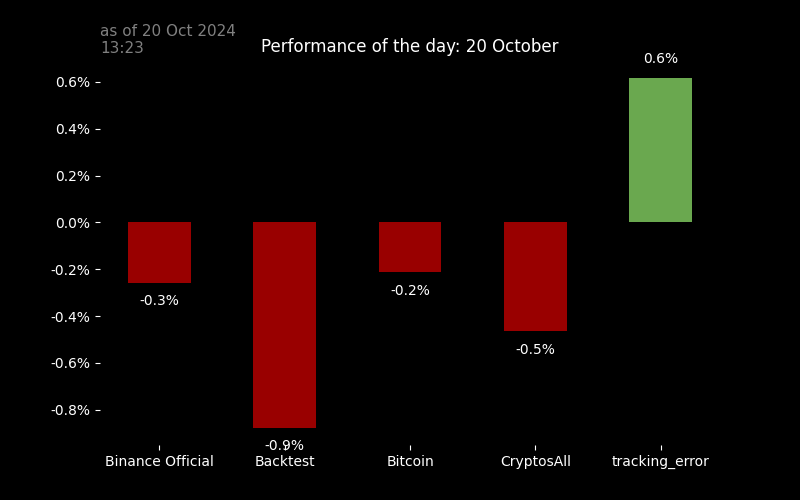 as of 20 Oct 2024
13:23
Performance of the day: 20 October
0.6%
0.6%
0.4%
0.2%
0.0%
-0.2%
-0.4%
-0.6%
-0.8%
-0.3%
-0.9%
-0.2%
-0.5%
Binance Official
Backtest
Bitcoin
CryptosAll
tracking_error